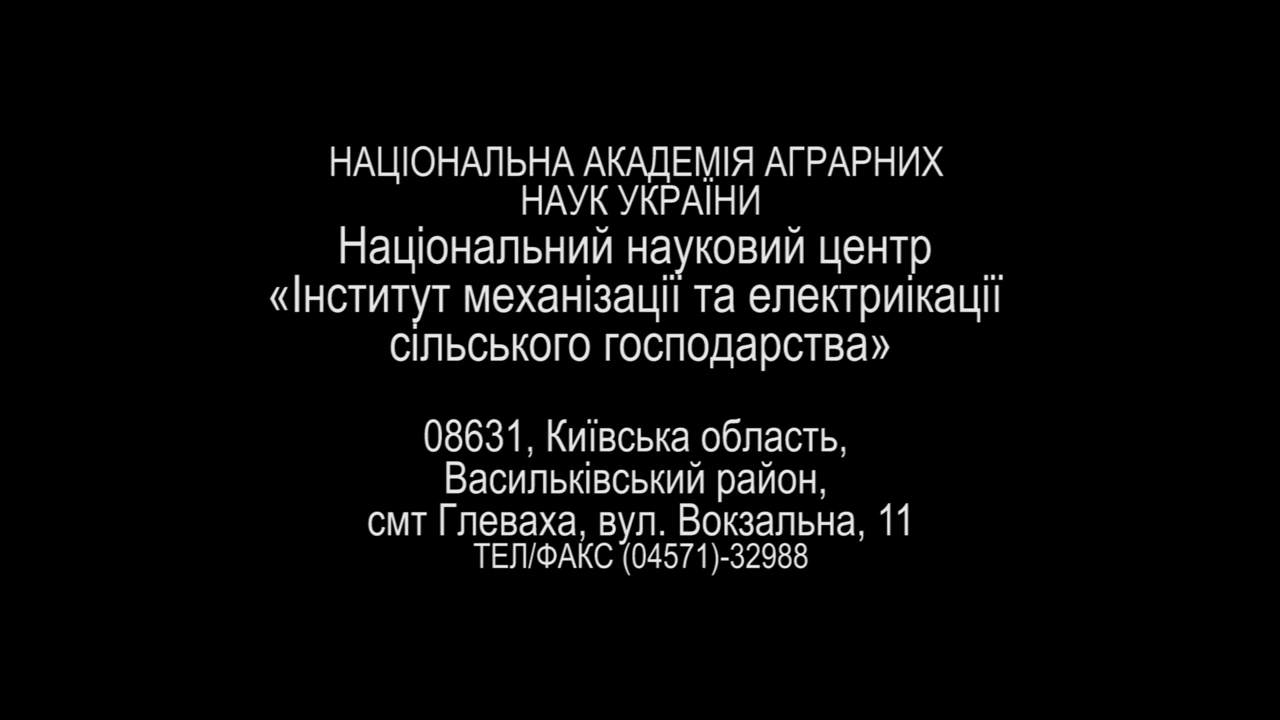 НАЦІОНАЛЬНА АКАДЕМІЯ АГРАРНИХ
НАУК УКРАЇНИ
Національний науковий центр
«Інститут механізації та електриікації
сільського господарства»
08631, Київська область,
Васильківський район,
смт Глеваха, вул. Вокзальна, 11
ТЕЛ/ФАКС (04571)-32988